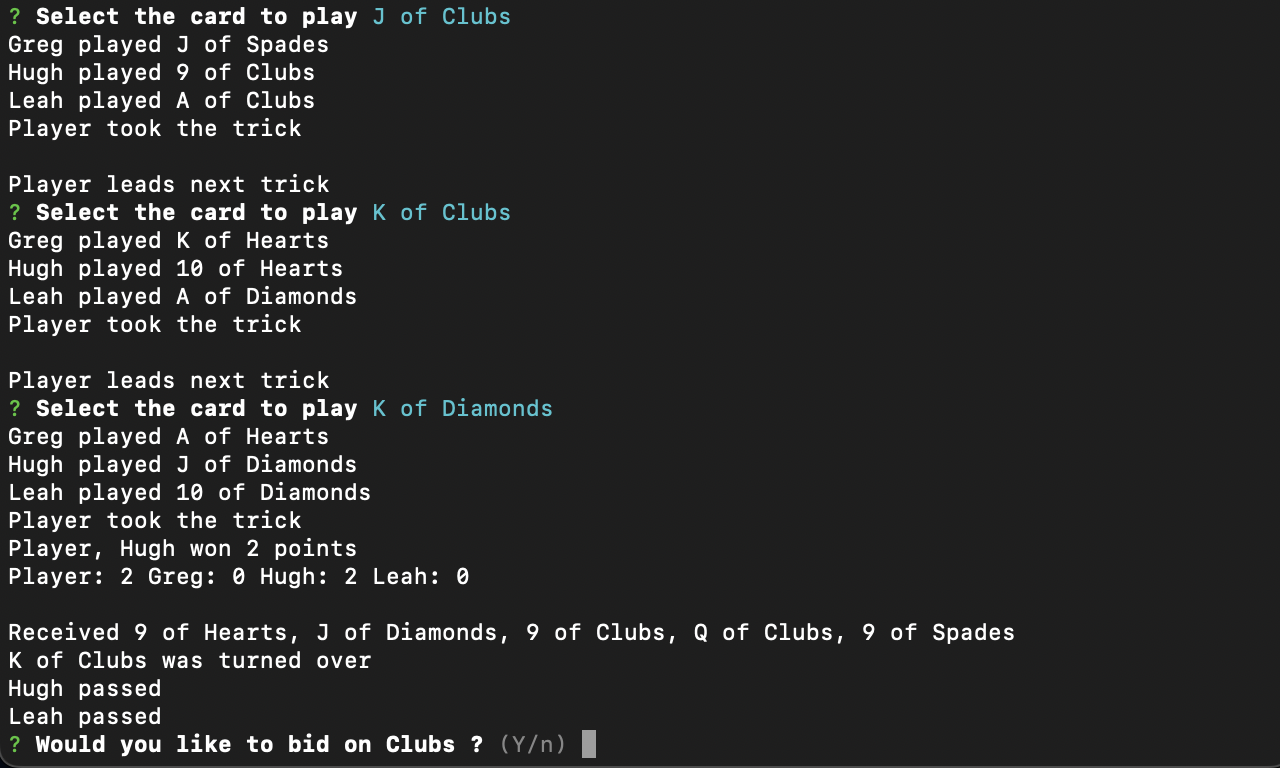 ? Select the card to play J of Clubs
Greg played J of Spades
Hugh played 9 of Clubs
Leah played A of Clubs
Player took the trick

Player leads next trick
? Select the card to play K of Clubs
Greg played K of Hearts
Hugh played 10 of Hearts
Leah played A of Diamonds
Player took the trick

Player leads next trick
? Select the card to play K of Diamonds
Greg played A of Hearts
Hugh played J of Diamonds
Leah played 10 of Diamonds
Player took the trick
Player, Hugh won 2 points
Player: 2 Greg: 0 Hugh: 2 Leah: 0

Received 9 of Hearts, J of Diamonds, 9 of Clubs, Q of Clubs, 9 of Spades
K of Clubs was turned over
Hugh passed
Leah passed
? Would you like to bid on Clubs ? (Y/n)